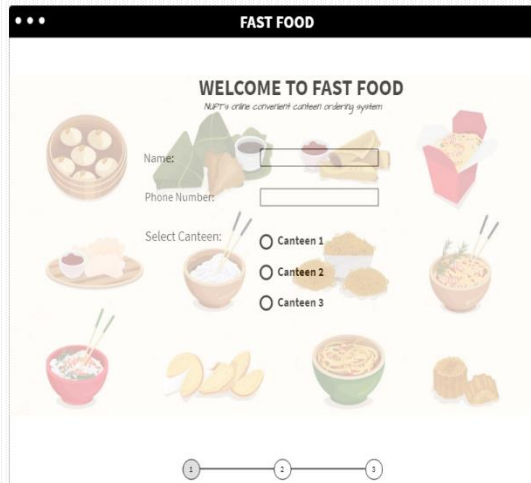 FAST FOOD
WELCOME TO FAST FOOD
NUPT's online convenient canteen ordering system
Name:
Phone Number:
Select Canteen:
Canteen 1
Canteen 2
Canteen 3
1 2 3